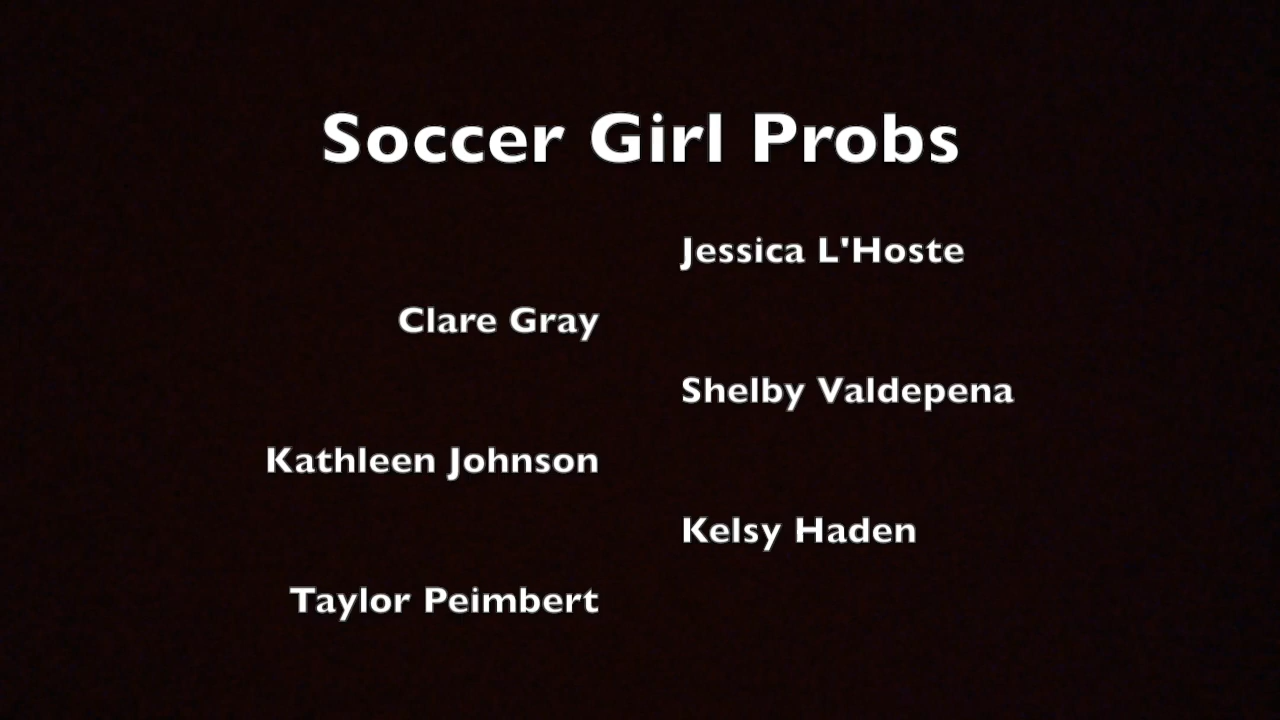 Soccer Girl Probs
Jessica L'Hoste
Clare Gray
Shelby Valdepena
Kathleen Johnson
Kelsy Haden
Taylor Peimbert